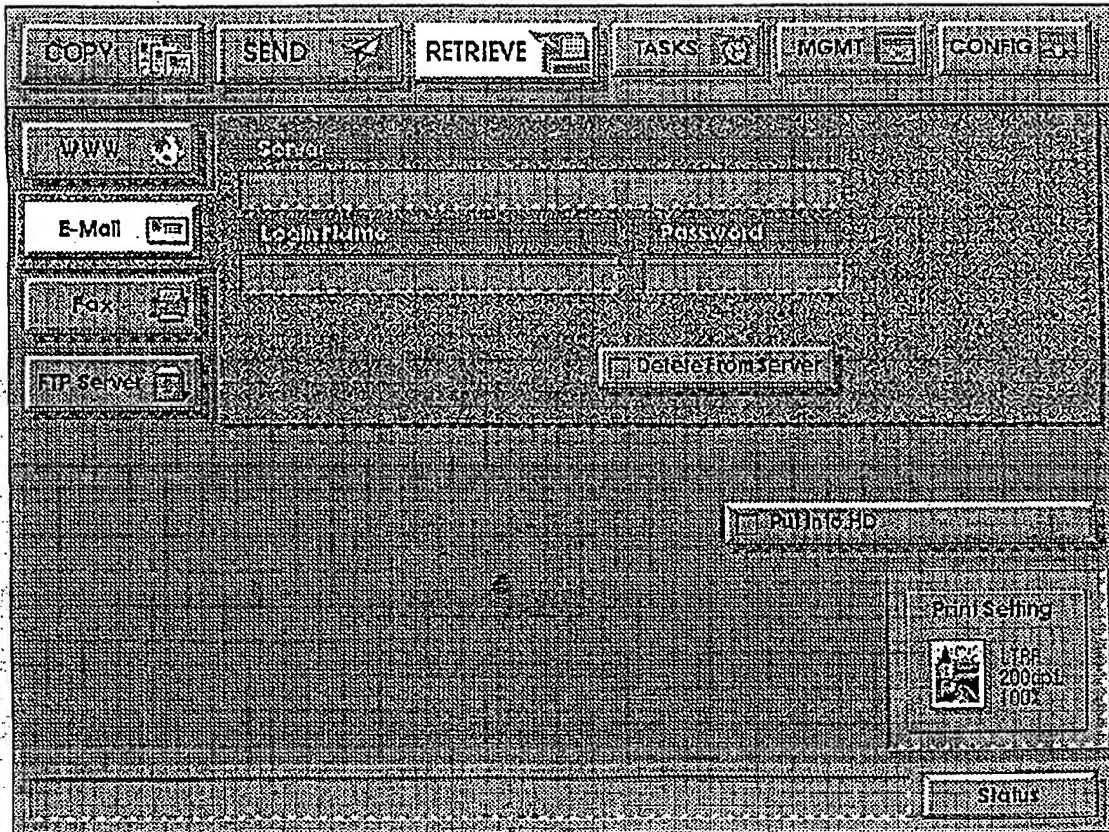 COPY SEND RETRIEVE TASKS MGMT CONFIG
WWW
Server
E-Mail
Login Name Password
Fax
Delete From Server
FTP Server
Put Into HD
Print Setting
200dpi
100%
Status